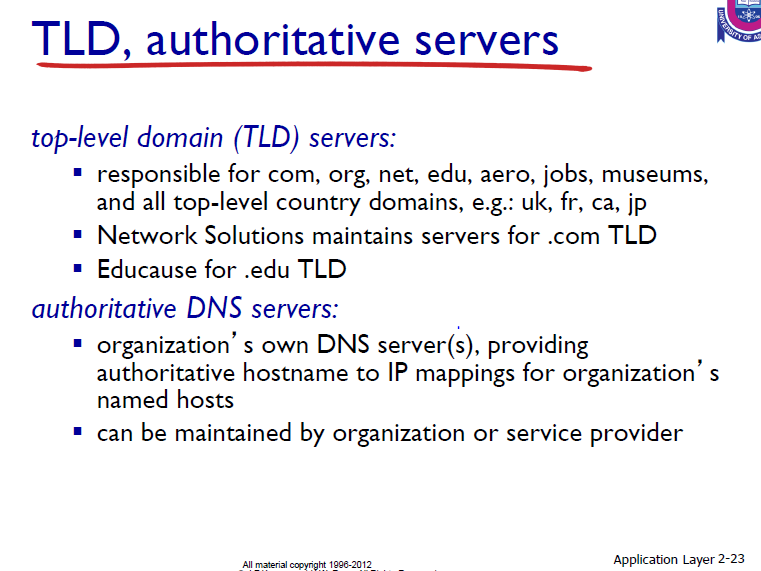 TLD, authoritative servers
top-level domain (TLD) servers:
▪ responsible for com, org, net, edu, aero, jobs, museums,
and all top-level country domains, e.g.: uk, fr, ca, jp
▪ Network Solutions maintains servers for .com TLD
▪ Educause for .edu TLD
authoritative DNS servers:
▪ organization’s own DNS server(s), providing
authoritative hostname to IP mappings for organization’s
named hosts
▪ can be maintained by organization or service provider
All material copyright 1996-2012
Application Layer 2-23